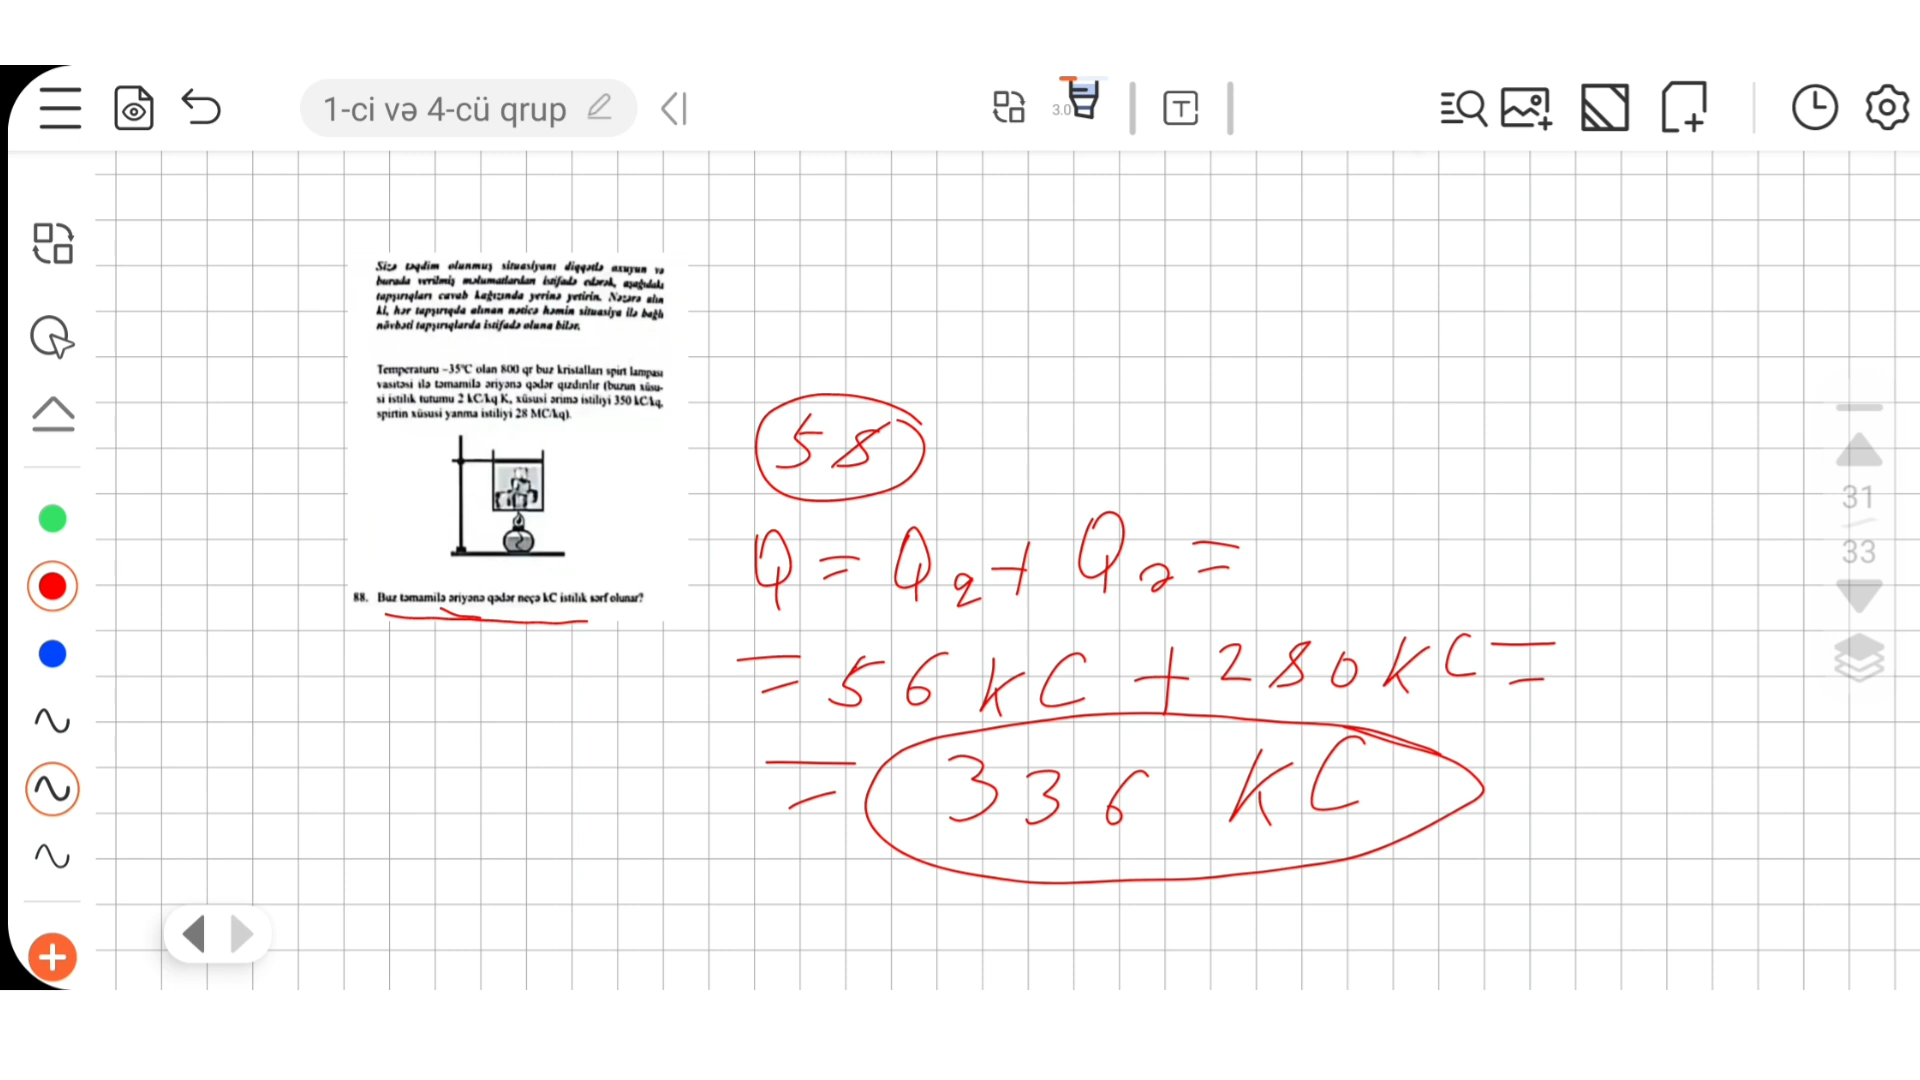 1-ci və 4-cü qrup
3.0
T
Sizə təqdim olunmuş situasiyanı diqqətlə oxuyun və
burada verilmiş məlumatlardan istifadə edərək, aşağıdakı
tapşırıqları cavab kağızında yerinə yetirin. Nəzərə alın
ki, hər tapşırıqda alınan nəticə həmin situasiya ilə bağlı
növbəti tapşırıqlarda istifadə oluna bilər.
Temperaturu –35°C olan 800 qr buz kristalları spirt lampası
vasitəsi ilə tamamilə əriyənə qədər qızdırılır (buzun xüsu-
si istilik tutumu 2 kC/kq K, xüsusi ərimə istiliyi 350 kC/kq,
spirtin xüsusi yanma istiliyi 28 MC/kq).
88. Buz tamamilə əriyənə qədər neçə kC istilik sərf olunar?
58
Q = Q q + Q ə =
= 56 kC + 280 kC =
= 336 kC
31
33